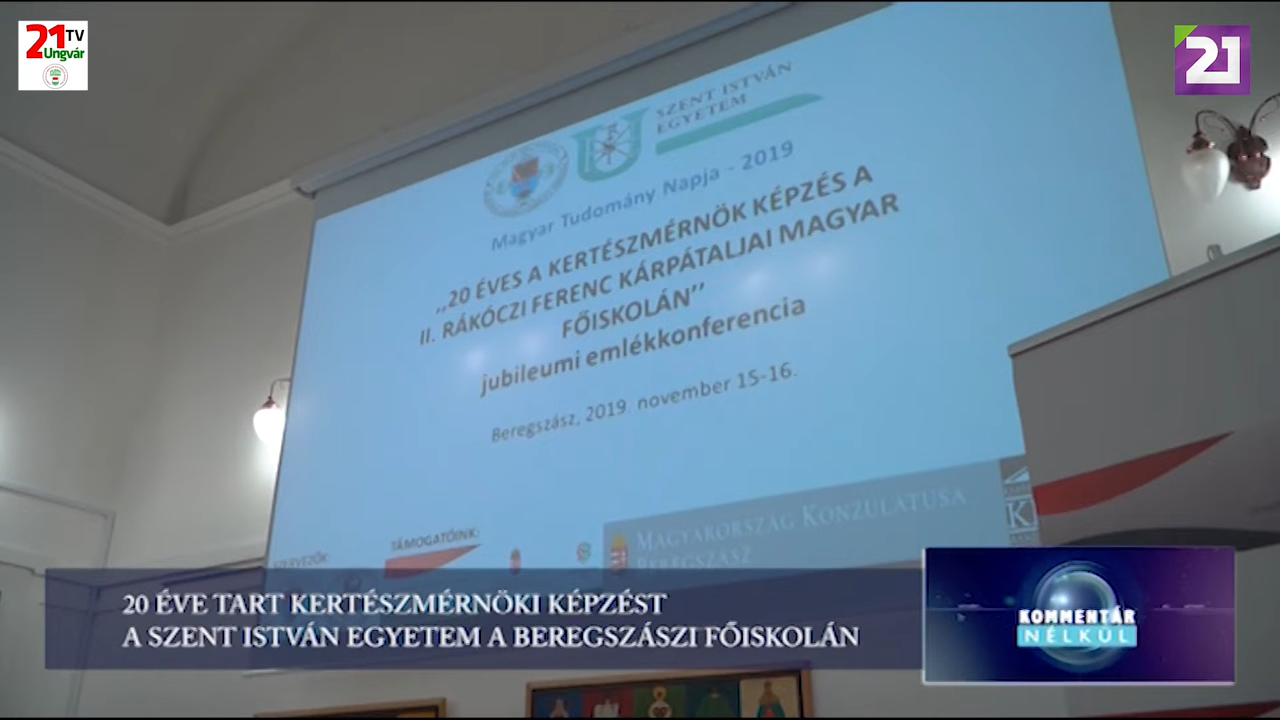 21 TV
Ungvár
21
SZENT ISTVÁN
EGYETEM
Magyar Tudomány Napja - 2019
„20 ÉVES A KERTÉSZMÉRNÖK KÉPZÉS A
II. RÁKÓCZI FERENC KÁRPÁTALJAI MAGYAR
FŐISKOLÁN”
jubileumi emlékkonferencia
Beregszász, 2019. november 15-16.
TÁMOGATÓINK:
MAGYARORSZÁG KONZULÁTUSA
BEREGSZÁSZ
K
20 ÉVE TART KERTÉSZMÉRNÖKI KÉPZÉST
A SZENT ISTVÁN EGYETEM A BEREGSZÁSZI FŐISKOLÁN
KOMMENTÁR
NÉLKÜL